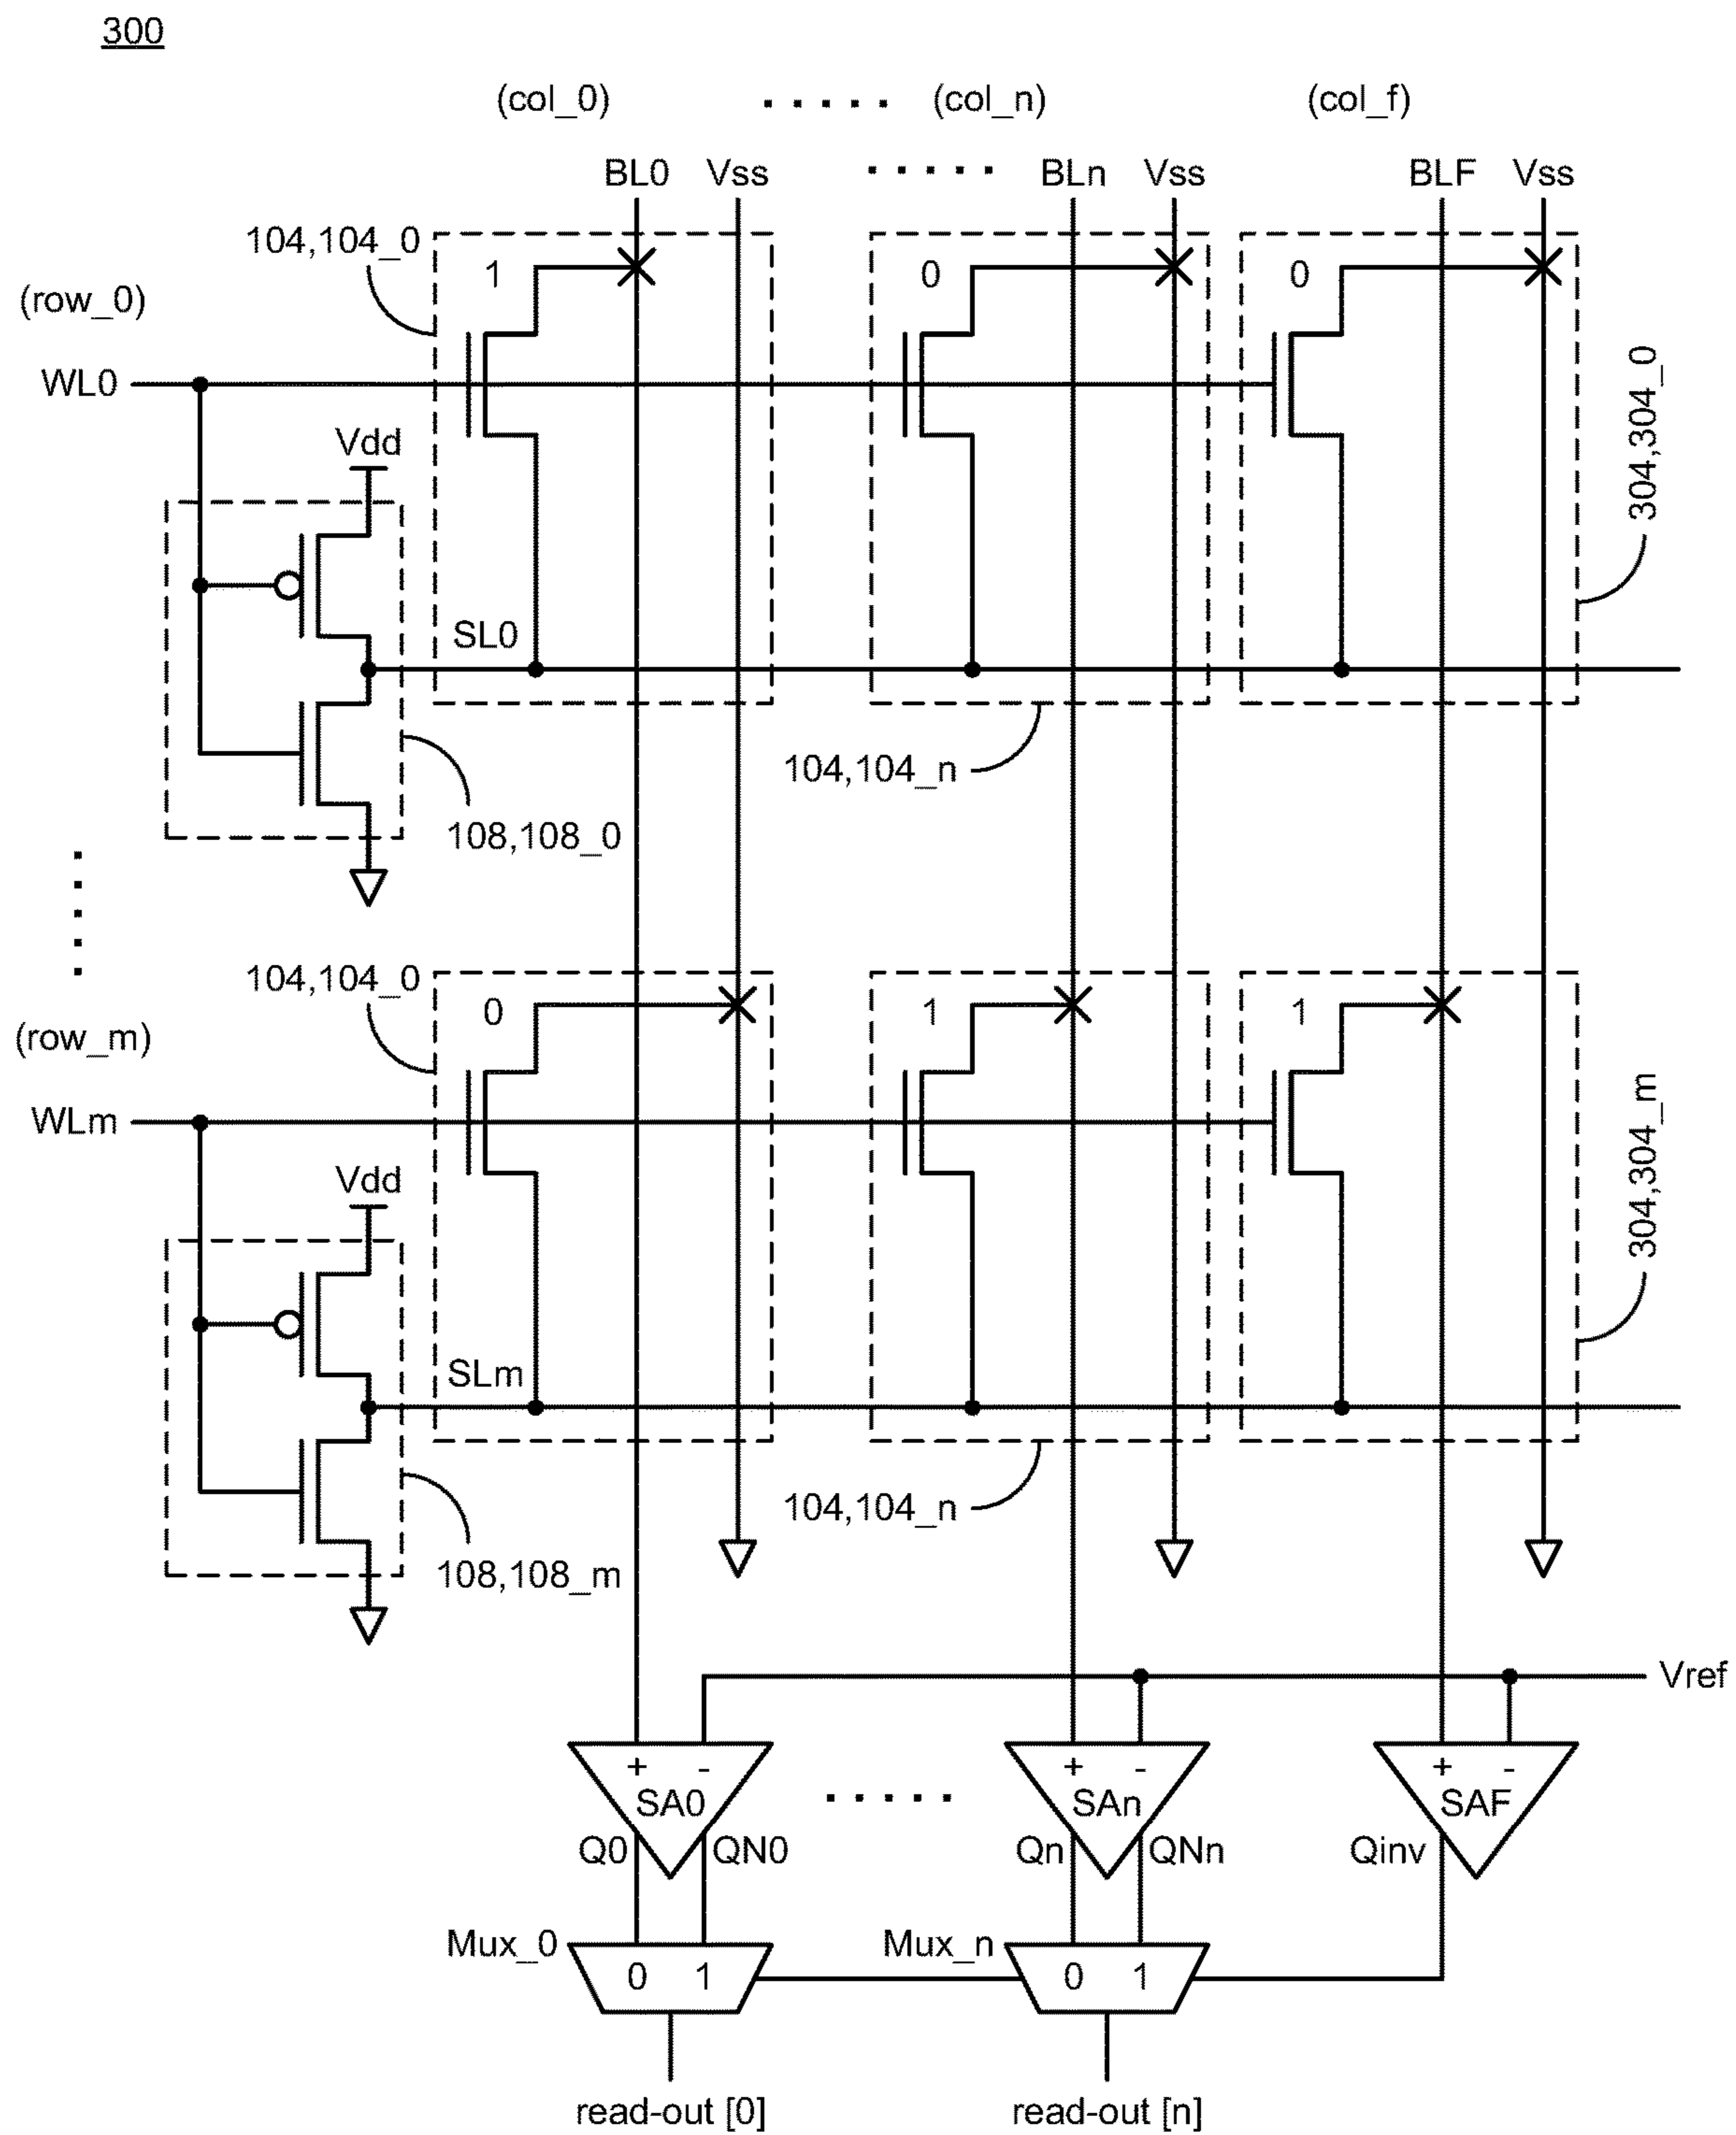 300
(col_0) ..... (col_n) (col_f)
BL0 Vss ..... BLn Vss BLF Vss
104,104_0 1 0 0
(row_0)
WL0
304,304_0
Vdd
SL0
104,104_n
108,108_0
104,104_0 0 1 1
(row_m)
WLm
304,304_m
Vdd
SLm
104,104_n
108,108_m
Vref
+ - + - + -
SA0 ..... SAn SAF
Q0 QN0 Qn QNn Qinv
Mux_0 Mux_n
0 1 0 1
read-out [0] read-out [n]